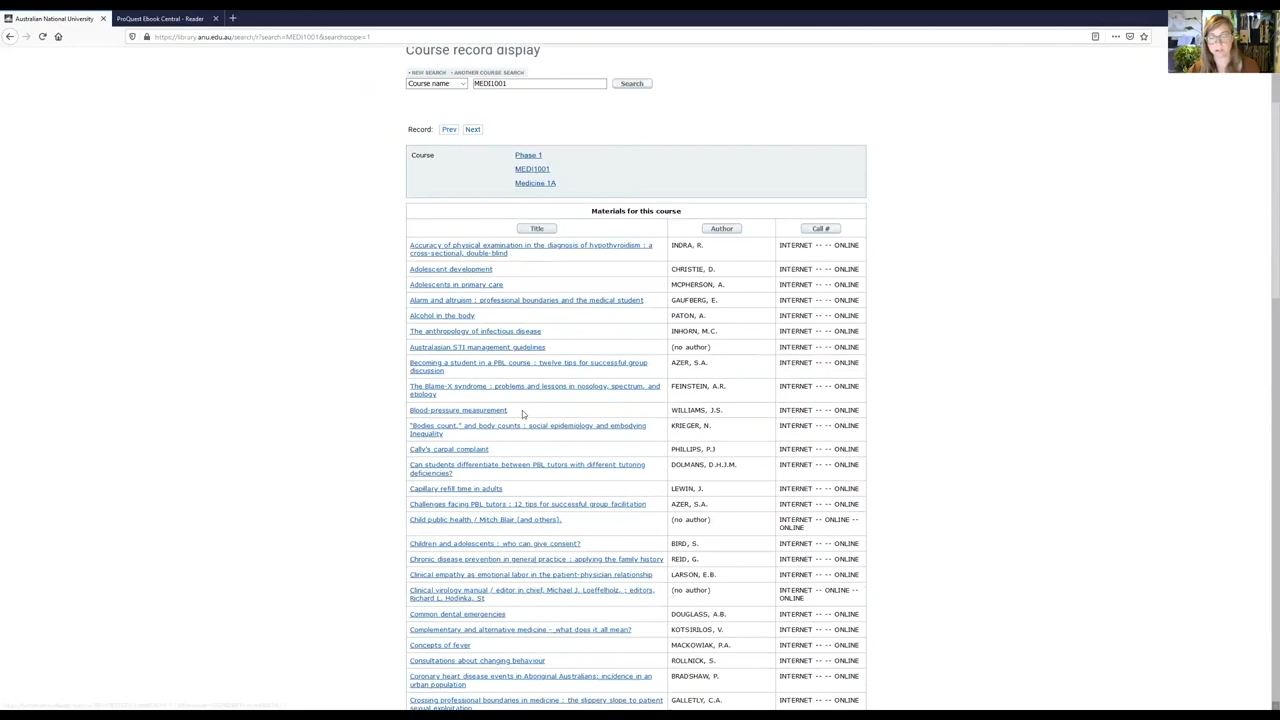 Australian National University
ProQuest Ebook Central - Reader
https://library.anu.edu.au/search/r?search=MEDI1001&searchscope=1
Course record display
• NEW SEARCH • ANOTHER COURSE SEARCH
Course name MEDI1001 Search
Record: Prev Next
Course Phase 1
MEDI1001
Medicine 1A
Materials for this course
Title Author Call #
Accuracy of physical examination in the diagnosis of hypothyroidism : a INDRA, R. INTERNET -- -- ONLINE
cross-sectional, double-blind
Adolescent development CHRISTIE, D. INTERNET -- -- ONLINE
Adolescents in primary care MCPHERSON, A. INTERNET -- -- ONLINE
Alarm and altruism : professional boundaries and the medical student GAUFBERG, E. INTERNET -- -- ONLINE
Alcohol in the body PATON, A. INTERNET -- -- ONLINE
The anthropology of infectious disease INHORN, M.C. INTERNET -- -- ONLINE
Australasian STI management guidelines (no author) INTERNET -- -- ONLINE
Becoming a student in a PBL course : twelve tips for successful group AZER, S.A. INTERNET -- -- ONLINE
discussion
The Blame-X syndrome : problems and lessons in nosology, spectrum, and FEINSTEIN, A.R. INTERNET -- -- ONLINE
etiology
Blood-pressure measurement WILLIAMS, J.S. INTERNET -- -- ONLINE
"Bodies count," and body counts : social epidemiology and embodying KRIEGER, N. INTERNET -- -- ONLINE
Inequality
Cally's carpal complaint PHILLIPS, P.J INTERNET -- -- ONLINE
Can students differentiate between PBL tutors with different tutoring DOLMANS, D.H.J.M. INTERNET -- -- ONLINE
deficiencies?
Capillary refill time in adults LEWIN, J. INTERNET -- -- ONLINE
Challenges facing PBL tutors : 12 tips for successful group facilitation AZER, S.A. INTERNET -- -- ONLINE
Child public health / Mitch Blair [and others]. (no author) INTERNET -- ONLINE --
ONLINE
Children and adolescents : who can give consent? BIRD, S. INTERNET -- -- ONLINE
Chronic disease prevention in general practice : applying the family history REID, G. INTERNET -- -- ONLINE
Clinical empathy as emotional labor in the patient-physician relationship LARSON, E.B. INTERNET -- -- ONLINE
Clinical virology manual / editor in chief, Michael J. Loeffelholz, ; editors, (no author) INTERNET -- ONLINE --
Richard L. Hodinka, St ONLINE
Common dental emergencies DOUGLASS, A.B. INTERNET -- -- ONLINE
Complementary and alternative medicine - what does it all mean? KOTSIRILOS, V. INTERNET -- -- ONLINE
Concepts of fever MACKOWIAK, P.A. INTERNET -- -- ONLINE
Consultations about changing behaviour ROLLNICK, S. INTERNET -- -- ONLINE
Coronary heart disease events in Aboriginal Australians: incidence in an BRADSHAW, P. INTERNET -- -- ONLINE
urban population
Crossing professional boundaries in medicine : the slippery slope to patient GALLETLY, C.A. INTERNET -- -- ONLINE
sexual exploitation